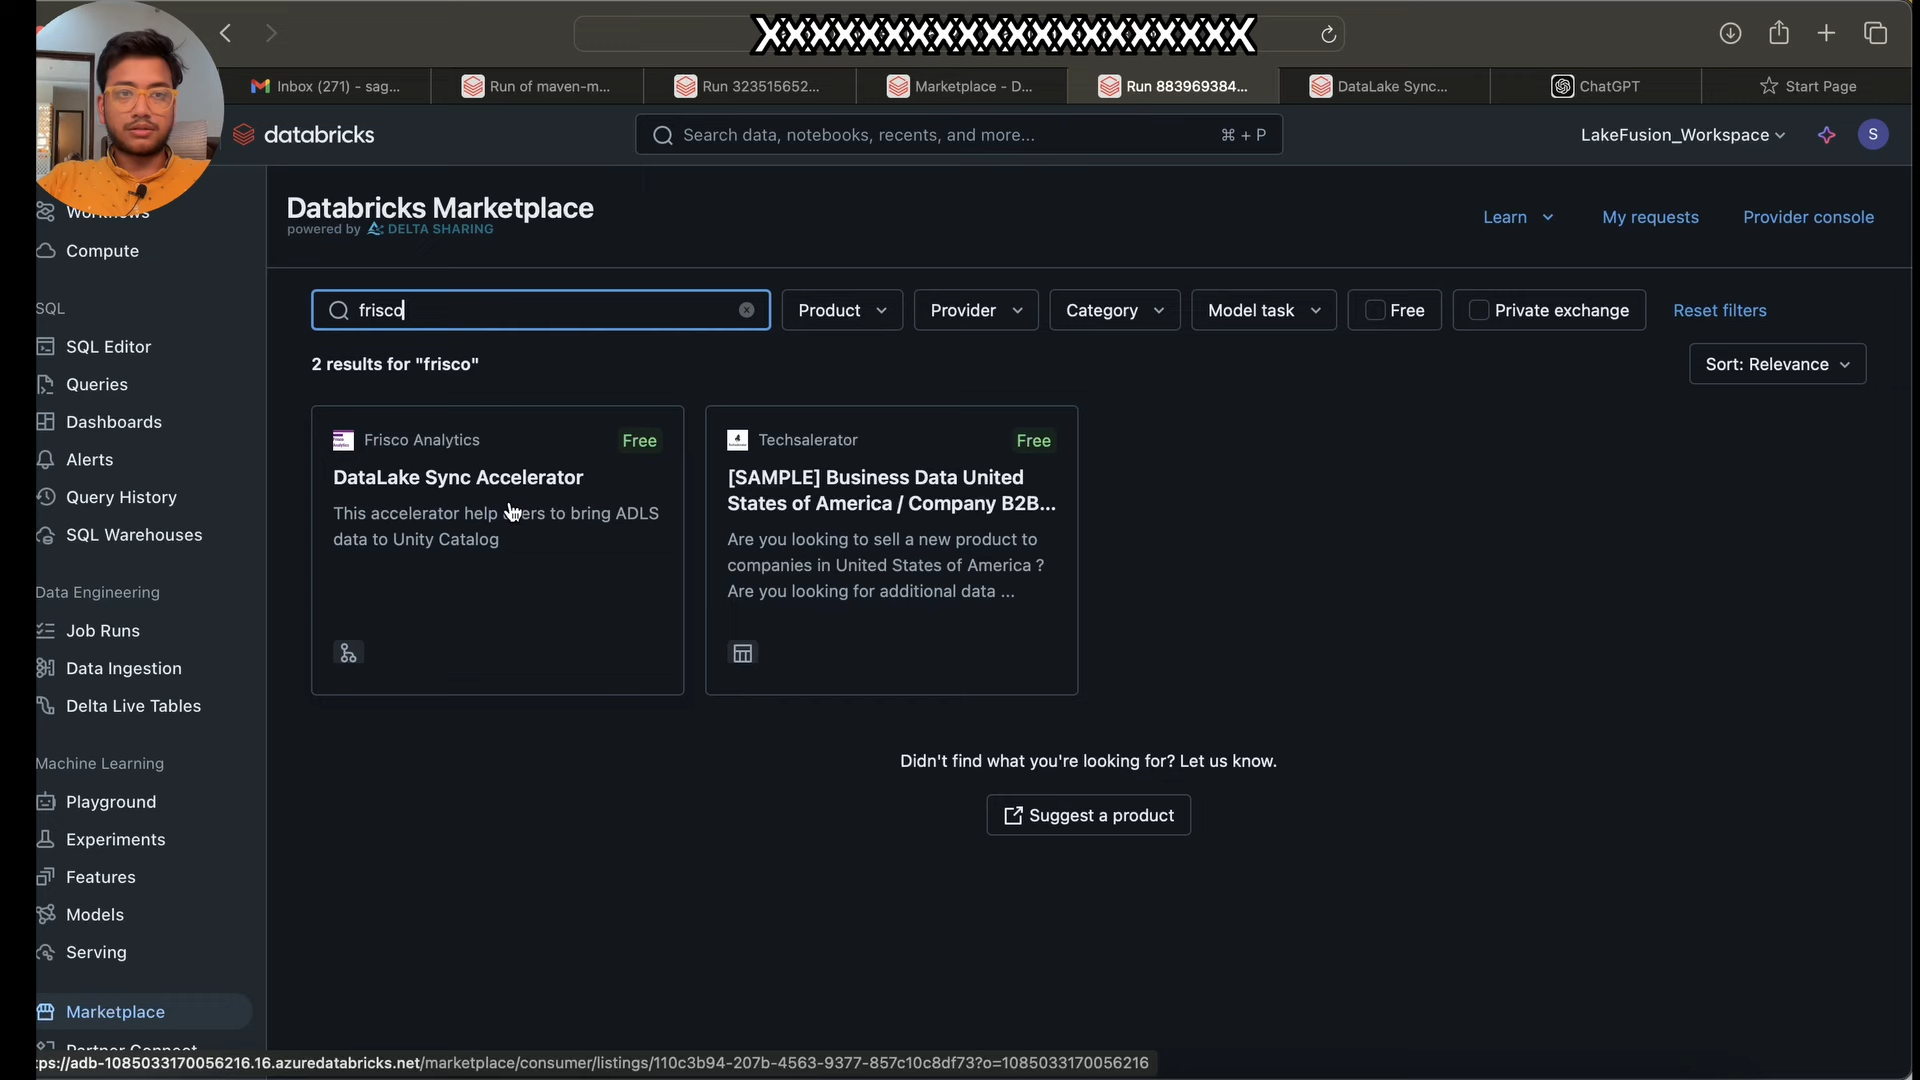 XXXXXXXXXXXXXXXXXXXX
Inbox (271) - sag...
Run of maven-m...
Run 323515652...
Marketplace - D...
Run 883969384...
DataLake Sync...
ChatGPT
Start Page
databricks
Search data, notebooks, recents, and more...
⌘ + P
LakeFusion_Workspace
S
Workflows
Compute
SQL
SQL Editor
Queries
Dashboards
Alerts
Query History
SQL Warehouses
Data Engineering
Job Runs
Data Ingestion
Delta Live Tables
Machine Learning
Playground
Experiments
Features
Models
Serving
Marketplace
Partner Connect
Databricks Marketplace
powered by DELTA SHARING
Learn
My requests
Provider console
frisco
Product
Provider
Category
Model task
Free
Private exchange
Reset filters
2 results for "frisco"
Sort: Relevance
Frisco Analytics
Free
DataLake Sync Accelerator
This accelerator help users to bring ADLS
data to Unity Catalog
Techsalerator
Free
[SAMPLE] Business Data United
States of America / Company B2B...
Are you looking to sell a new product to
companies in United States of America ?
Are you looking for additional data ...
Didn't find what you're looking for? Let us know.
Suggest a product
ps://adb-1085033170056216.16.azuredatabricks.net/marketplace/consumer/listings/110c3b94-207b-4563-9377-857c10c8df73?o=1085033170056216